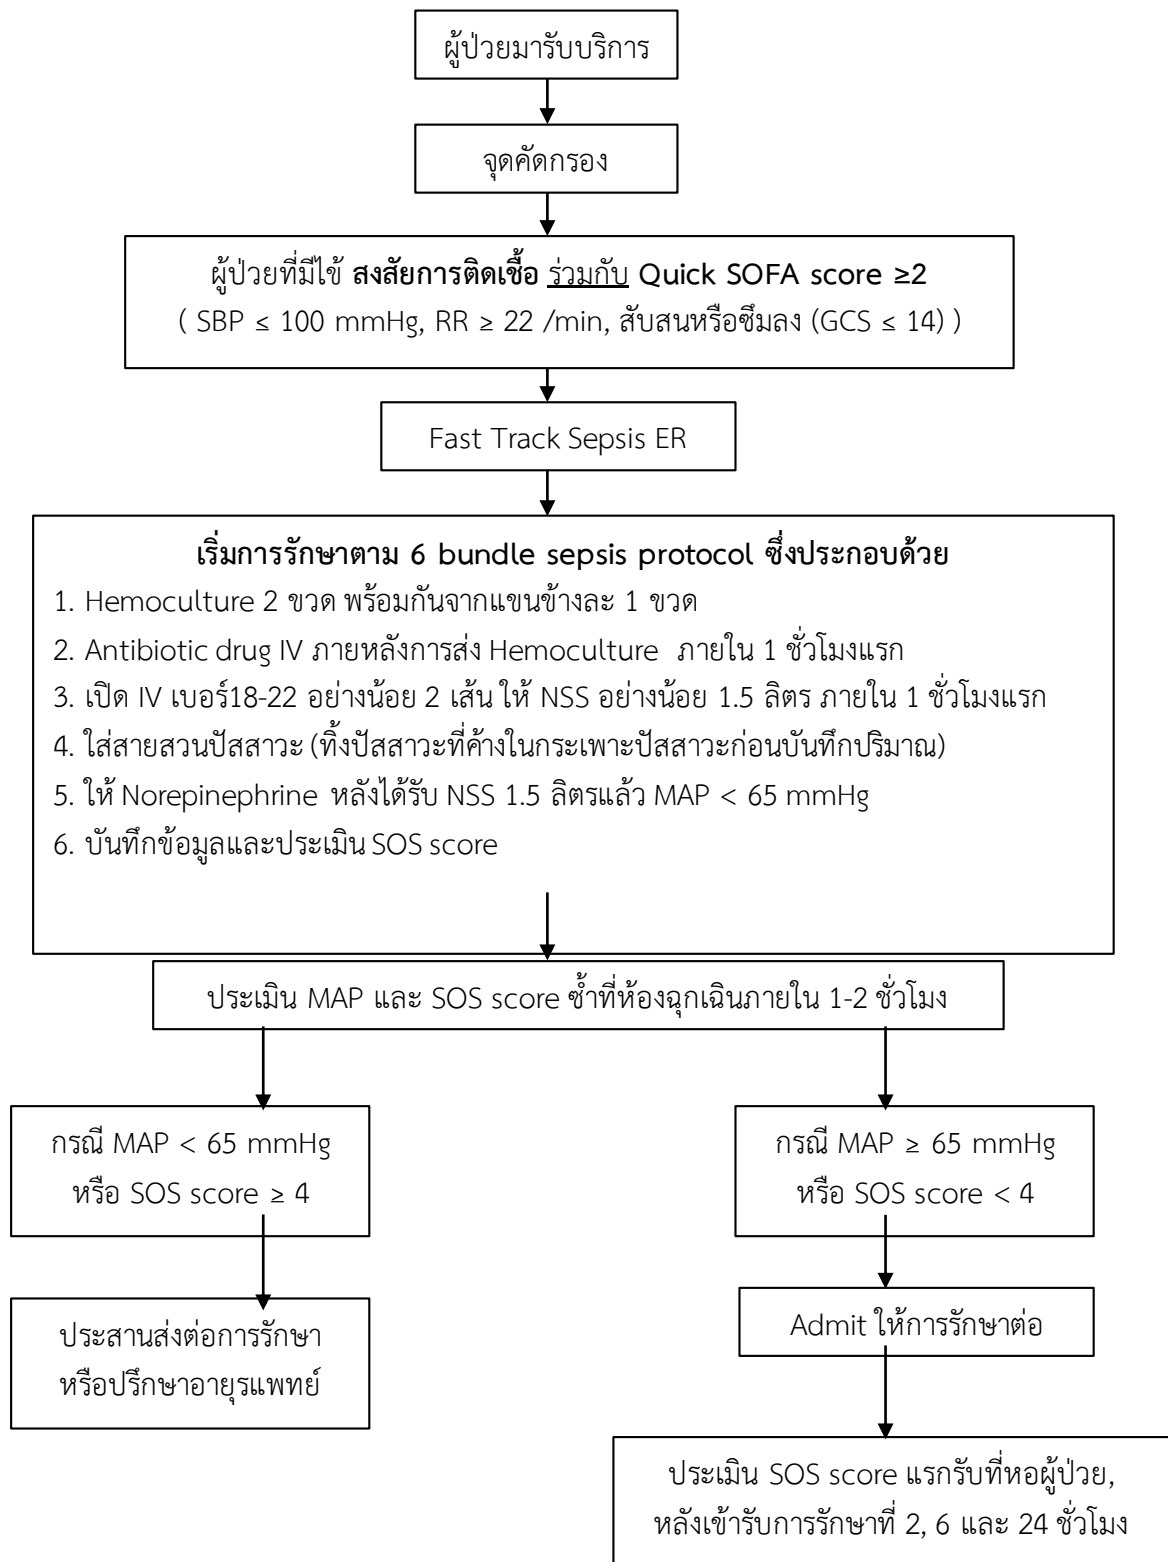 ผู้ป่วยมารับบริการ
จุดคัดกรอง
ผู้ป่วยที่มีไข้ สงสัยการติดเชื้อ ร่วมกับ Quick SOFA score ≥2
( SBP ≤ 100 mmHg, RR ≥ 22 /min, สับสนหรือซึมลง (GCS ≤ 14) )
Fast Track Sepsis ER
เริ่มการรักษาตาม 6 bundle sepsis protocol ซึ่งประกอบด้วย
1. Hemoculture 2 ขวด พร้อมกันจากแขนข้างละ 1 ขวด
2. Antibiotic drug IV ภายหลังการส่ง Hemoculture ภายใน 1 ชั่วโมงแรก
3. เปิด IV เบอร์18-22 อย่างน้อย 2 เส้น ให้ NSS อย่างน้อย 1.5 ลิตร ภายใน 1 ชั่วโมงแรก
4. ใส่สายสวนปัสสาวะ (ทิ้งปัสสาวะที่ค้างในกระเพาะปัสสาวะก่อนบันทึกปริมาณ)
5. ให้ Norepinephrine หลังได้รับ NSS 1.5 ลิตรแล้ว MAP < 65 mmHg
6. บันทึกข้อมูลและประเมิน SOS score
ประเมิน MAP และ SOS score ซ้ำที่ห้องฉุกเฉินภายใน 1-2 ชั่วโมง
กรณี MAP < 65 mmHg
หรือ SOS score ≥ 4
ประสานส่งต่อการรักษา
หรือปรึกษาอายุรแพทย์
กรณี MAP ≥ 65 mmHg
หรือ SOS score < 4
Admit ให้การรักษาต่อ
ประเมิน SOS score แรกรับที่หอผู้ป่วย,
หลังเข้ารับการรักษาที่ 2, 6 และ 24 ชั่วโมง